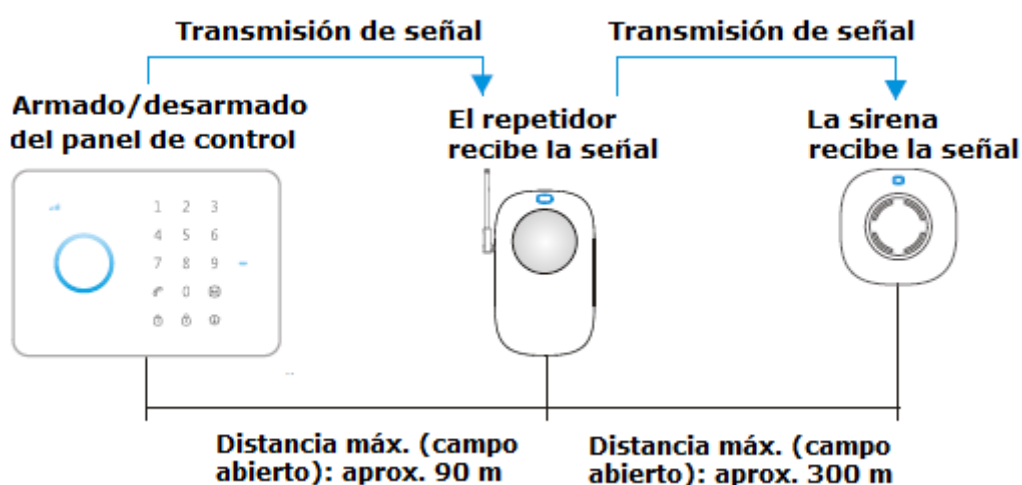 Transmisión de señal
Transmisión de señal
Armado/desarmado
del panel de control
El repetidor
recibe la señal
La sirena
recibe la señal
1 2 3
4 5 6
7 8 9
0
Distancia máx. (campo
abierto): aprox. 90 m
Distancia máx. (campo
abierto): aprox. 300 m